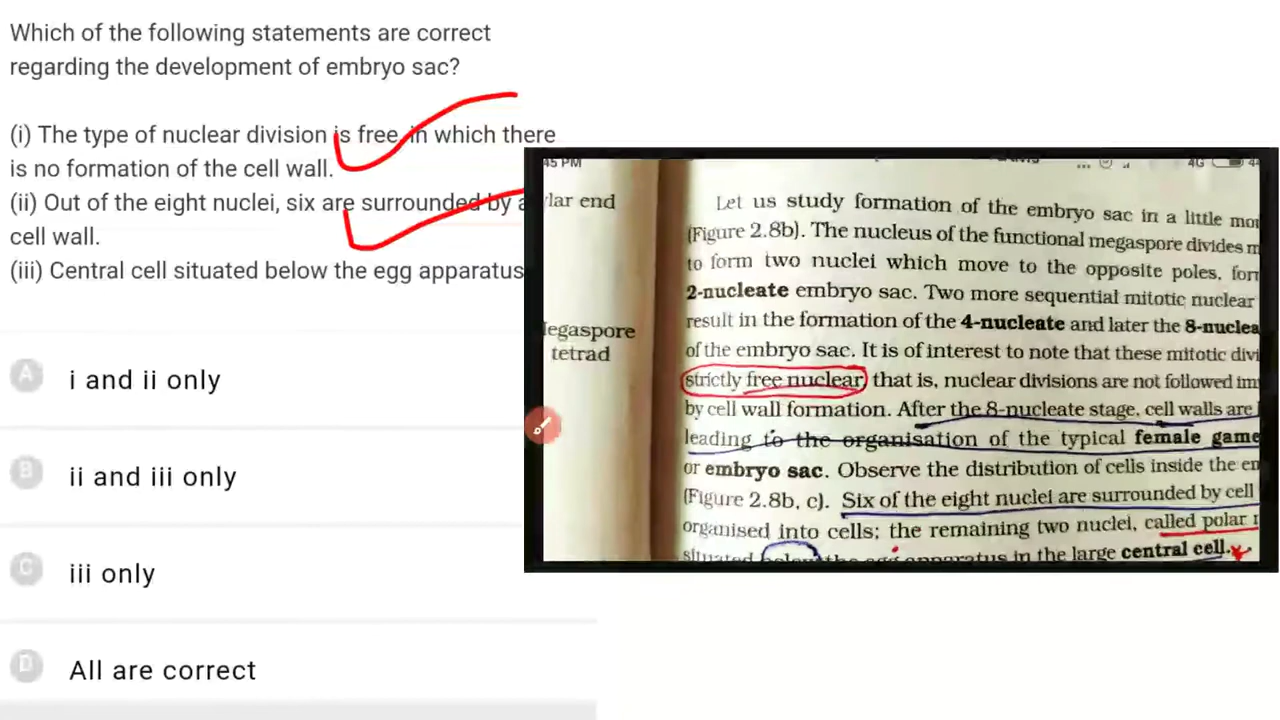 Which of the following statements are correct
regarding the development of embryo sac?
(i) The type of nuclear division is free, in which there
is no formation of the cell wall.
(ii) Out of the eight nuclei, six are surrounded by a
cell wall.
(iii) Central cell situated below the egg apparatus
A
i and ii only
B
ii and iii only
C
iii only
D
All are correct
45 PM
4G
lar end
egaspore
tetrad
Let us study formation of the embryo sac in a little
(Figure 2.8b). The nucleus of the functional megaspore divides
to form two nuclei which move to the opposite poles,
2-nucleate embryo sac. Two more sequential mitotic nuclear
result in the formation of the 4-nucleate and later the
of the embryo sac. It is of interest to note that these mitotic
strictly free nuclear, that is, nuclear divisions are not followed
by cell wall formation. After the 8-nucleate stage, cell walls are
leading to the organisation of the typical female
or embryo sac. Observe the distribution of cells inside the
(Figure 2.8b, c). Six of the eight nuclei are surrounded by cell
organised into cells; the remaining two nuclei, called polar
situated below the egg apparatus in the large central cell.